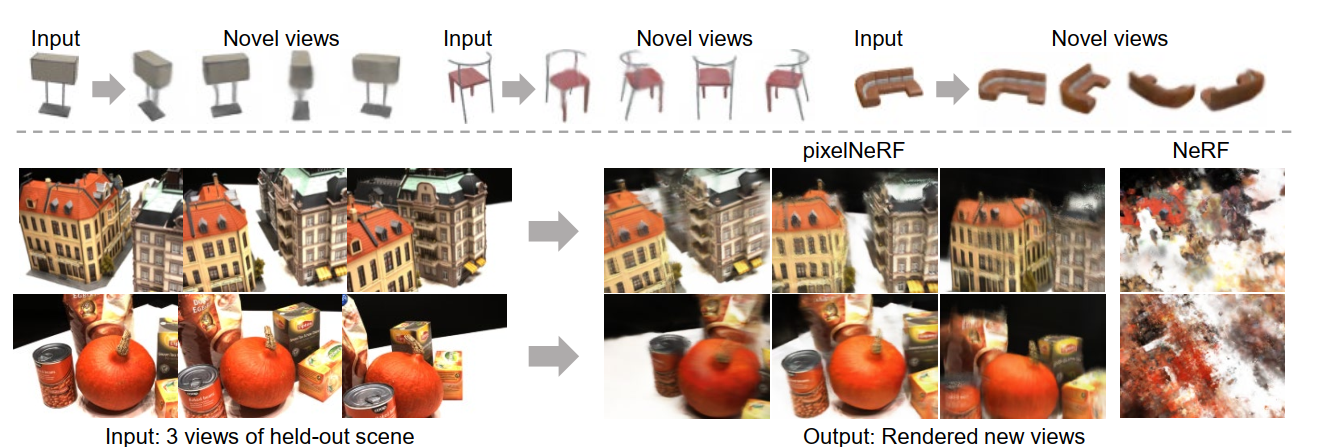 Input
Novel views
Input
Novel views
Input
Novel views
pixelNeRF
NeRF
Input: 3 views of held-out scene
Output: Rendered new views